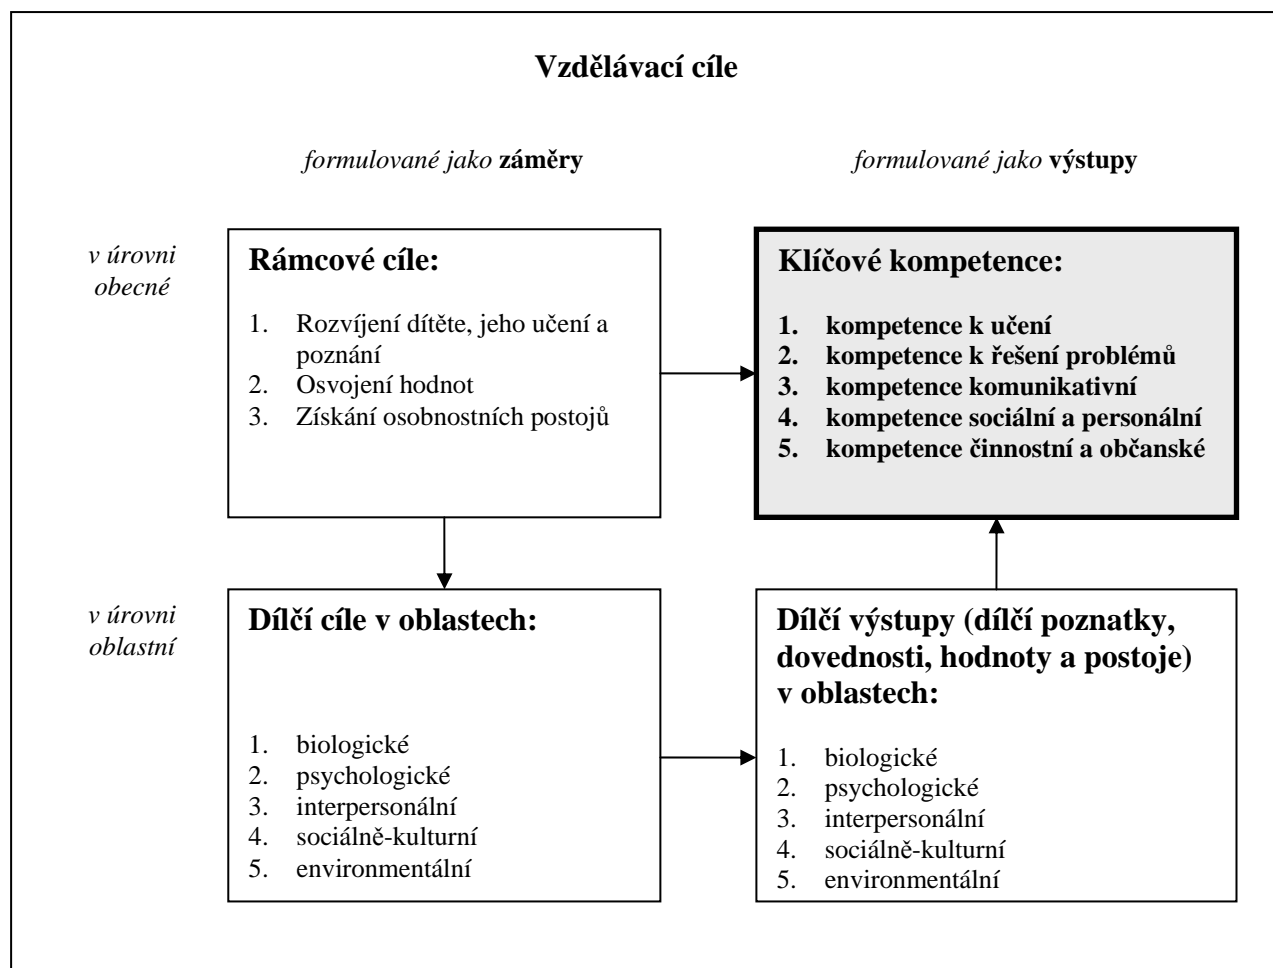 Vzdělávací cíle
formulované jako záměry
formulované jako výstupy
v úrovni
obecné
Rámcové cíle:
1. Rozvíjení dítěte, jeho učení a
poznání
2. Osvojení hodnot
3. Získání osobnostních postojů
Klíčové kompetence:
1. kompetence k učení
2. kompetence k řešení problémů
3. kompetence komunikativní
4. kompetence sociální a personální
5. kompetence činnostní a občanské
v úrovni
oblastní
Dílčí cíle v oblastech:
1. biologické
2. psychologické
3. interpersonální
4. sociálně-kulturní
5. environmentální
Dílčí výstupy (dílčí poznatky,
dovednosti, hodnoty a postoje)
v oblastech:
1. biologické
2. psychologické
3. interpersonální
4. sociálně-kulturní
5. environmentální